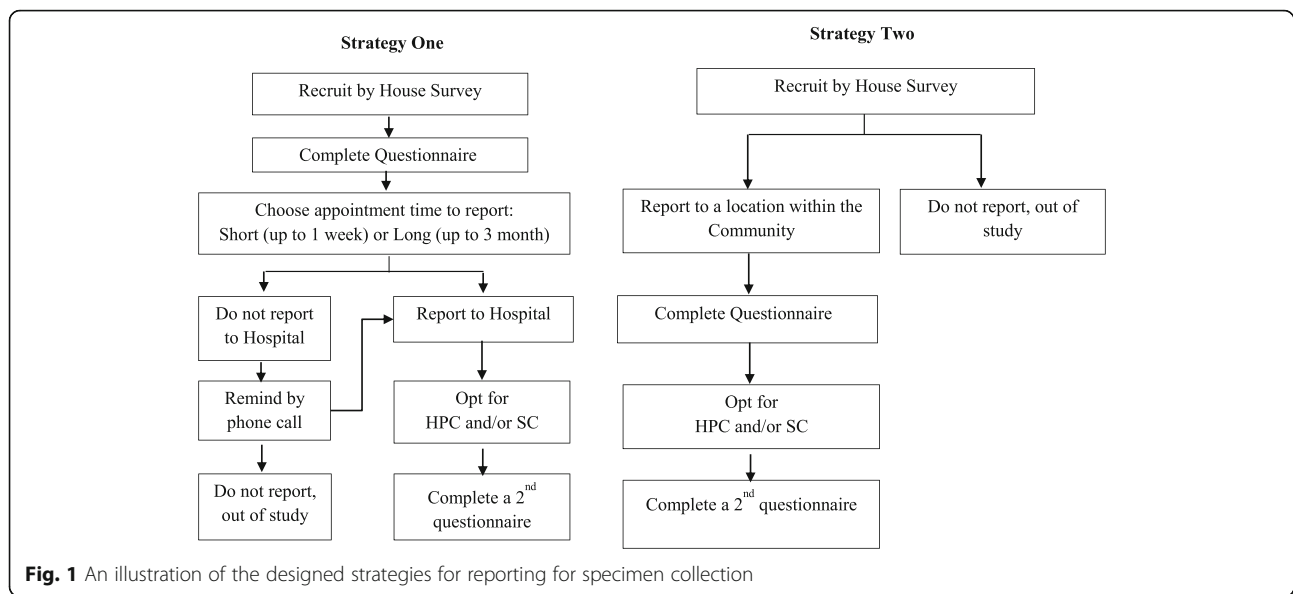 Strategy One
Recruit by House Survey
Complete Questionnaire
Choose appointment time to report:
Short (up to 1 week) or Long (up to 3 month)
Do not report
to Hospital
Remind by
phone call
Do not report,
out of study
Report to Hospital
Opt for
HPC and/or SC
Complete a 2nd
questionnaire
Strategy Two
Recruit by House Survey
Report to a location within the
Community
Do not report, out of
study
Complete Questionnaire
Opt for
HPC and/or SC
Complete a 2nd questionnaire
Fig. 1 An illustration of the designed strategies for reporting for specimen collection